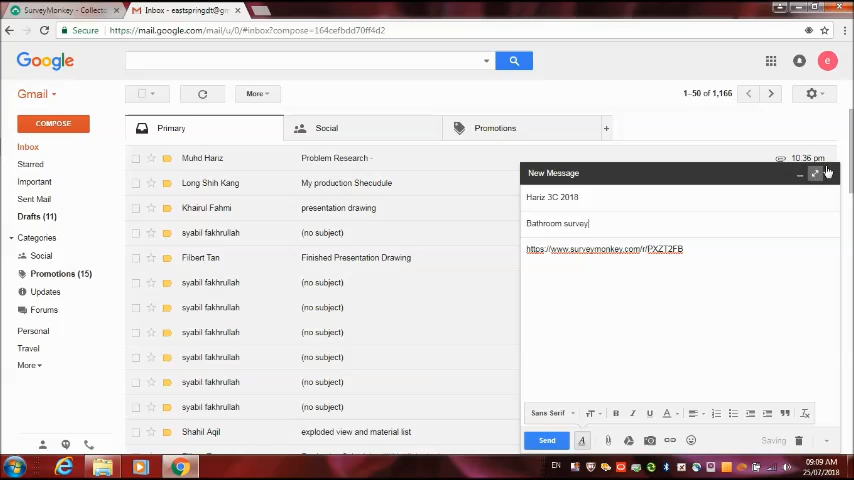 SurveyMonkey - Collect
Inbox - eastspringdt@gm
Secure https://mail.google.com/mail/u/0/#inbox?compose=164cefbdd70ff4d2
Google
e
Gmail
More
1–50 of 1,166
COMPOSE
Primary
Social
Promotions
+
Inbox
Starred
Important
Sent Mail
Drafts (11)
Categories
Social
Promotions (15)
Updates
Forums
Personal
Travel
More
Muhd Hariz Problem Research - 10.36 pm
Long Shih Kang My production Shecudule
Khairul Fahmi presentation drawing
syabil fakhrullah (no subject)
Filbert Tan Finished Presentation Drawing
syabil fakhrullah (no subject)
syabil fakhrullah (no subject)
syabil fakhrullah (no subject)
syabil fakhrullah (no subject)
syabil fakhrullah (no subject)
syabil fakhrullah (no subject)
Shahil Aqil exploded view and material list
New Message
Hariz 3C 2018
Bathroom survey
https://www.surveymonkey.com/r/PXZT2FB
Sans Serif
B I U A
Send
A
Saving
EN
09:09 AM
25/07/2018